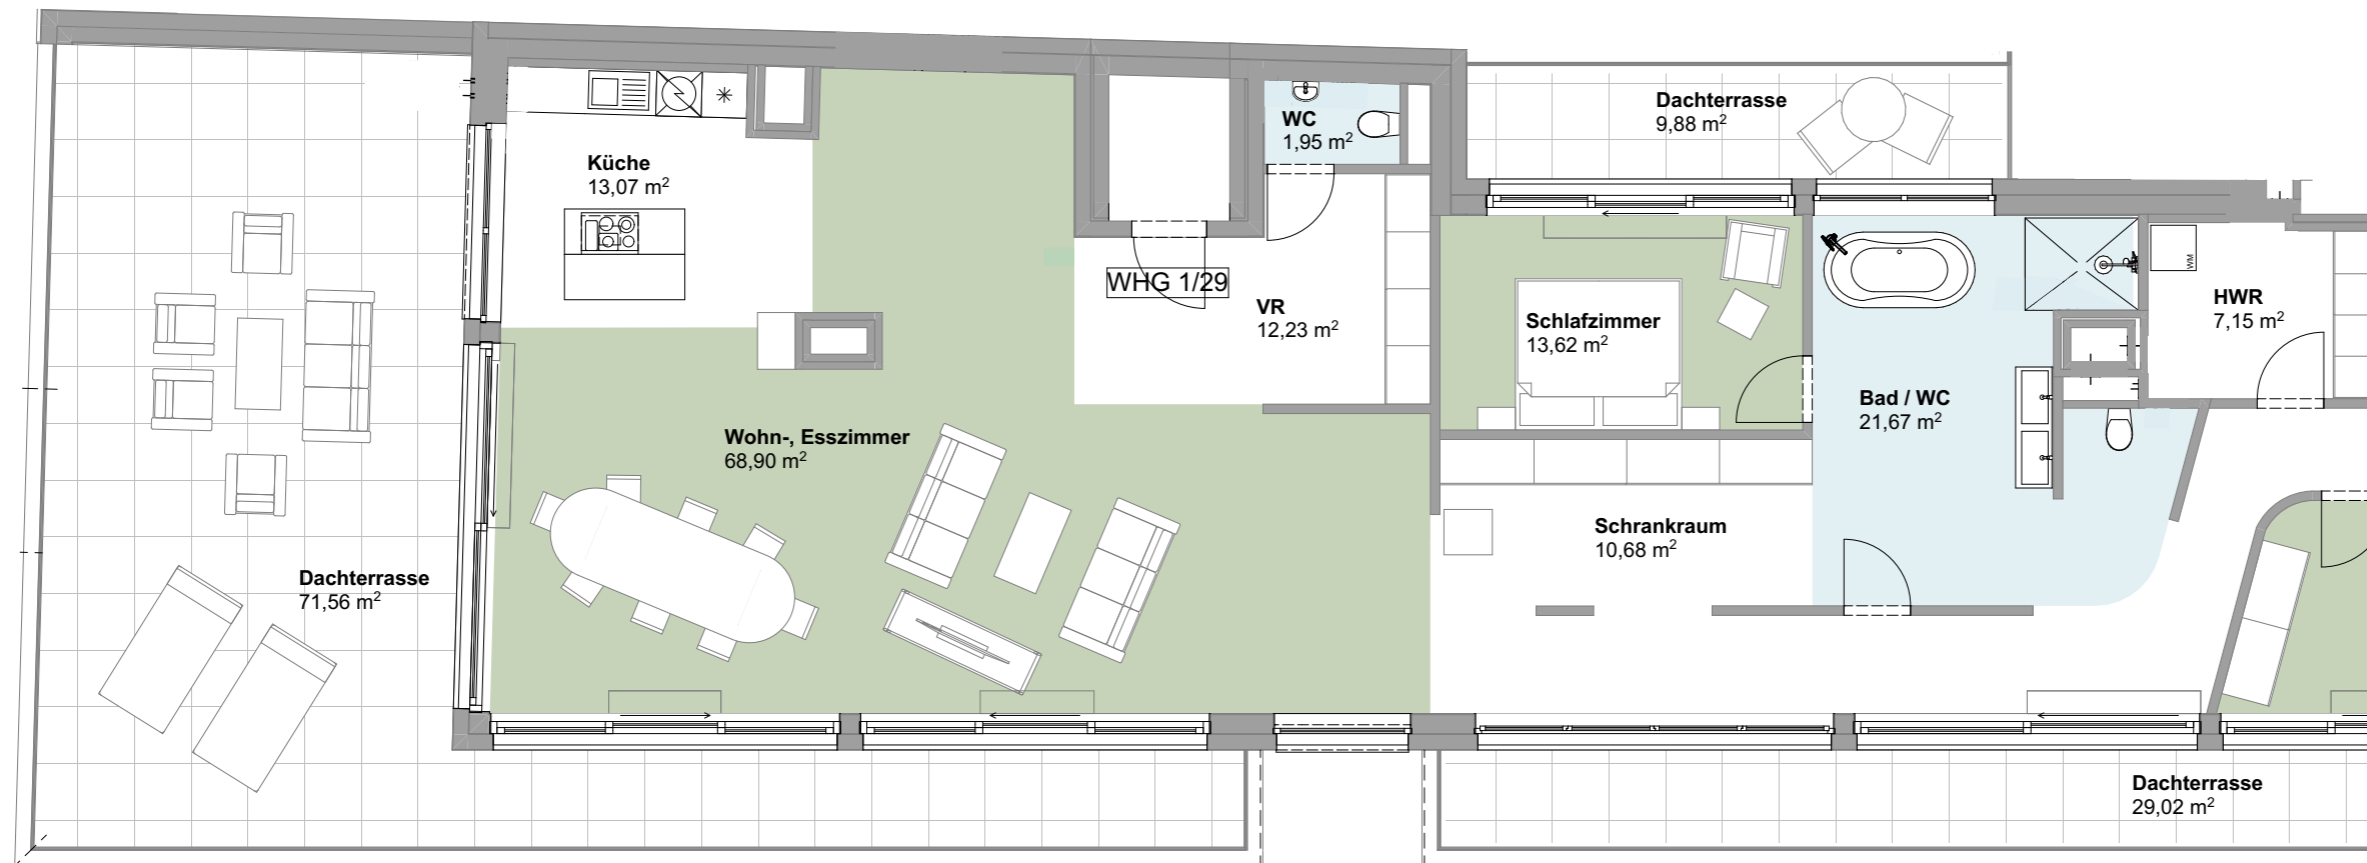 Dachterrasse
9,88 m²
WC
1,95 m²
Küche
13,07 m²
WHG 1/29
VR
12,23 m²
Schlafzimmer
13,62 m²
WM
HWR
7,15 m²
Bad / WC
21,67 m²
Wohn-, Esszimmer
68,90 m²
Schrankraum
10,68 m²
Dachterrasse
71,56 m²
Dachterrasse
29,02 m²